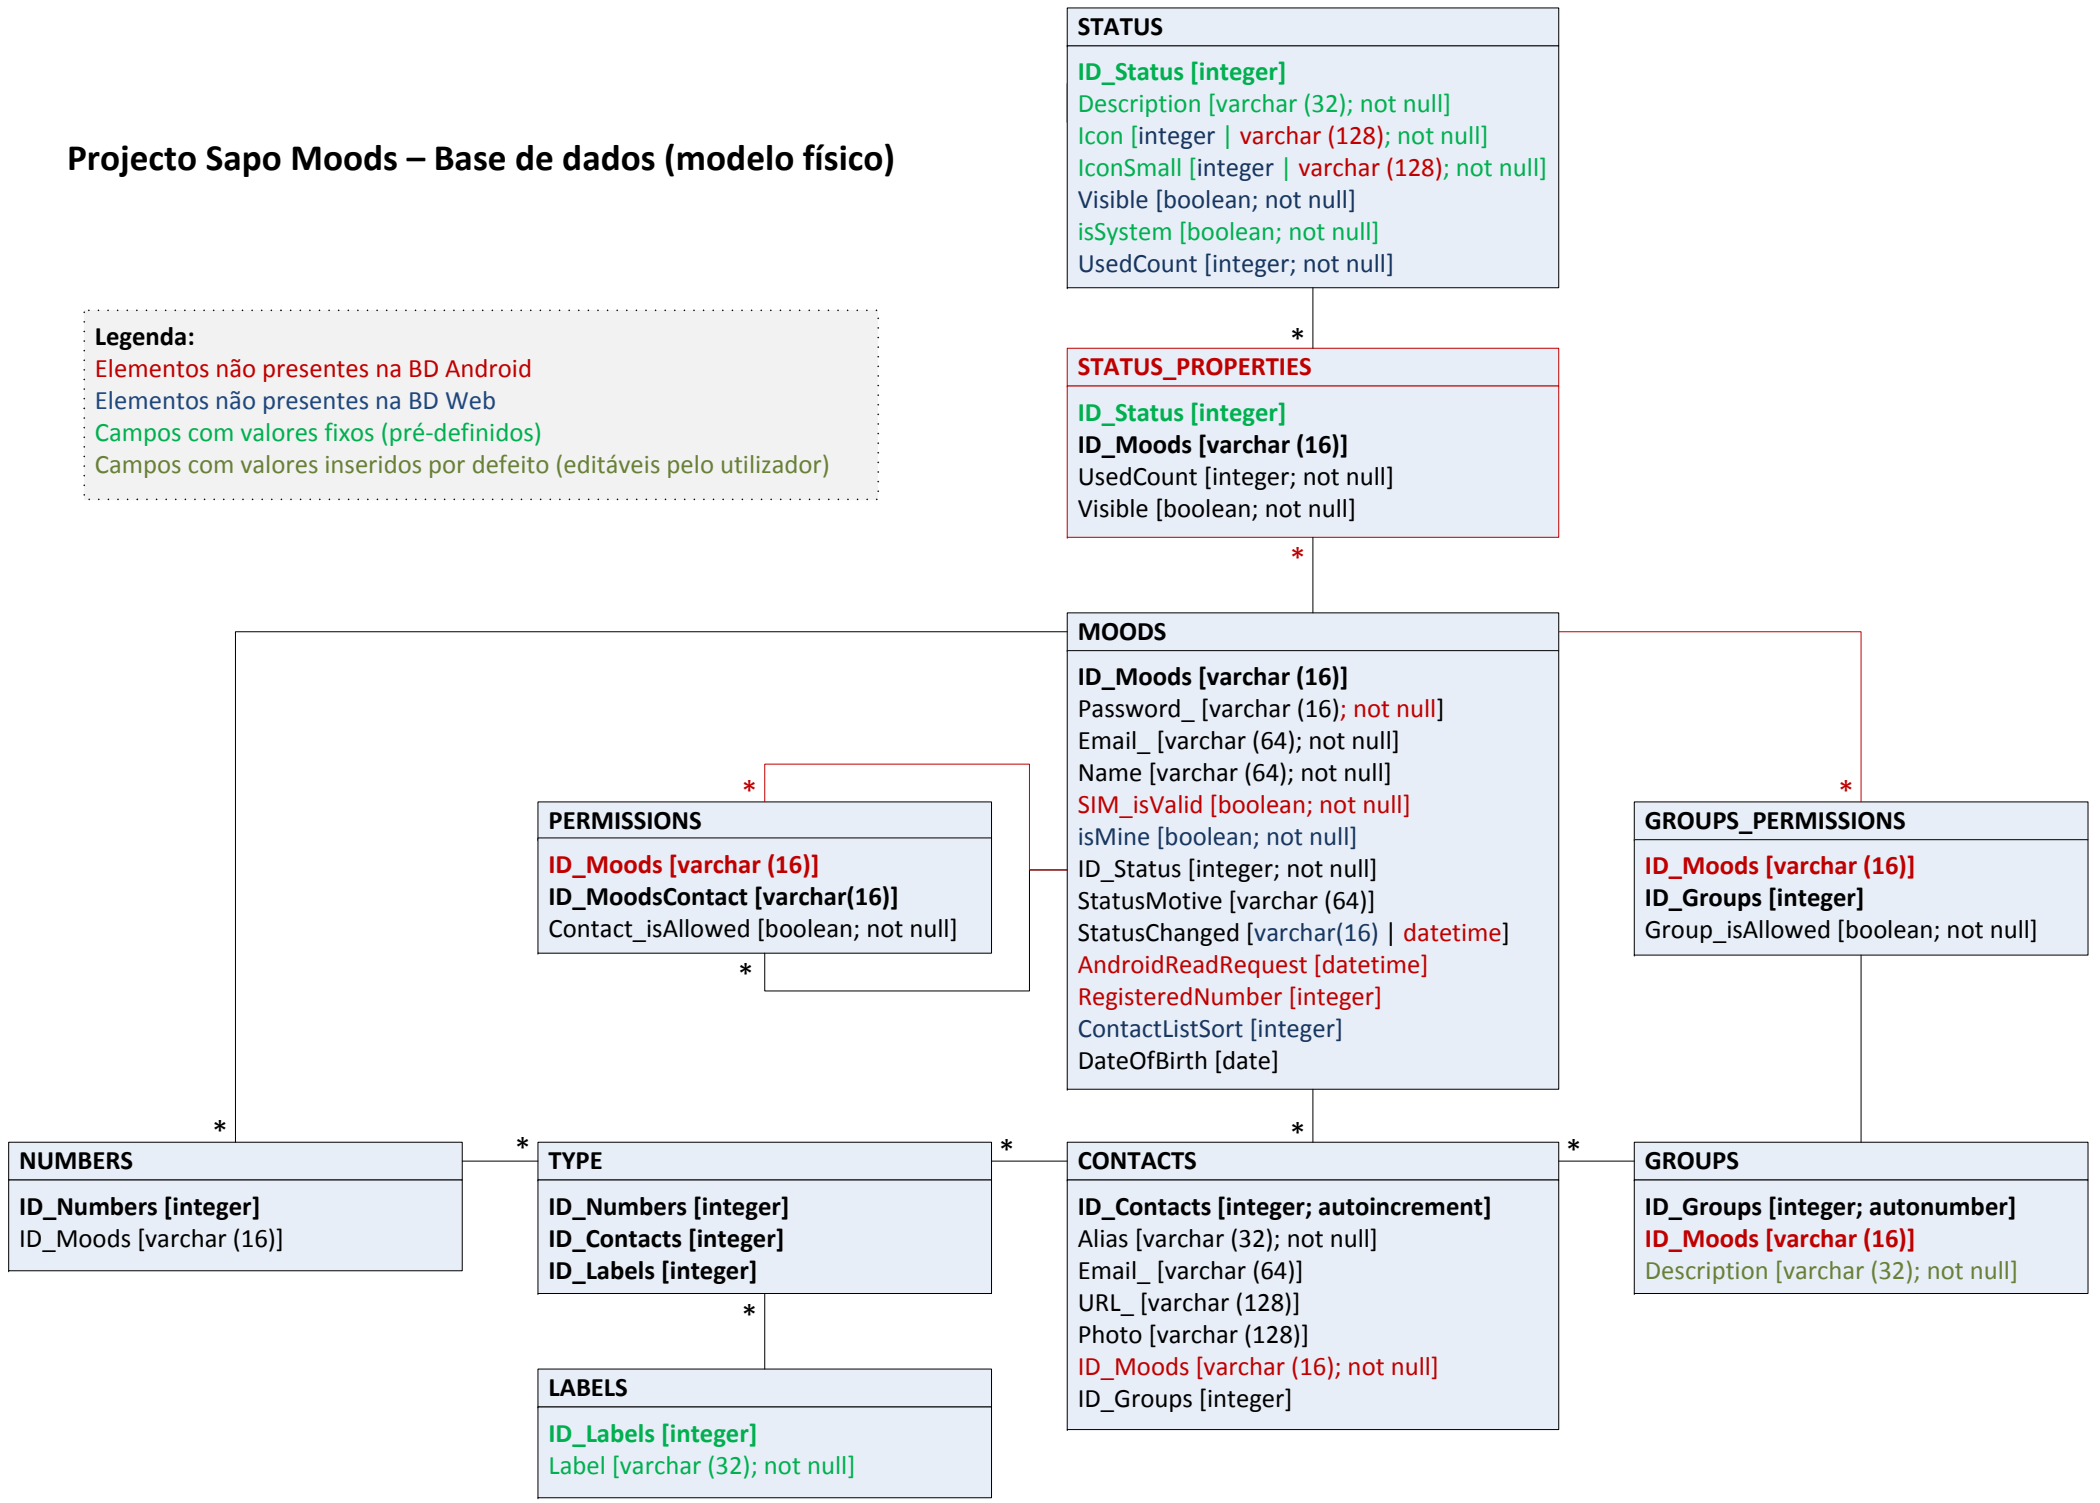 Projecto Sapo Moods – Base de dados (modelo físico)
Legenda:
Elementos não presentes na BD Android
Elementos não presentes na BD Web
Campos com valores fixos (pré-definidos)
Campos com valores inseridos por defeito (editáveis pelo utilizador)
STATUS
ID_Status [integer]
Description [varchar (32); not null]
Icon [integer | varchar (128); not null]
IconSmall [integer | varchar (128); not null]
Visible [boolean; not null]
isSystem [boolean; not null]
UsedCount [integer; not null]
*
STATUS_PROPERTIES
ID_Status [integer]
ID_Moods [varchar (16)]
UsedCount [integer; not null]
Visible [boolean; not null]
*
MOODS
ID_Moods [varchar (16)]
Password_ [varchar (16); not null]
Email_ [varchar (64); not null]
Name [varchar (64); not null]
SIM_isValid [boolean; not null]
isMine [boolean; not null]
ID_Status [integer; not null]
StatusMotive [varchar (64)]
StatusChanged [varchar(16) | datetime]
AndroidReadRequest [datetime]
RegisteredNumber [integer]
ContactListSort [integer]
DateOfBirth [date]
*
PERMISSIONS
ID_Moods [varchar (16)]
ID_MoodsContact [varchar(16)]
Contact_isAllowed [boolean; not null]
*
*
GROUPS_PERMISSIONS
ID_Moods [varchar (16)]
ID_Groups [integer]
Group_isAllowed [boolean; not null]
*
NUMBERS
ID_Numbers [integer]
ID_Moods [varchar (16)]
*
TYPE
ID_Numbers [integer]
ID_Contacts [integer]
ID_Labels [integer]
*
*
*
CONTACTS
ID_Contacts [integer; autoincrement]
Alias [varchar (32); not null]
Email_ [varchar (64)]
URL_ [varchar (128)]
Photo [varchar (128)]
ID_Moods [varchar (16); not null]
ID_Groups [integer]
*
GROUPS
ID_Groups [integer; autonumber]
ID_Moods [varchar (16)]
Description [varchar (32); not null]
*
LABELS
ID_Labels [integer]
Label [varchar (32); not null]